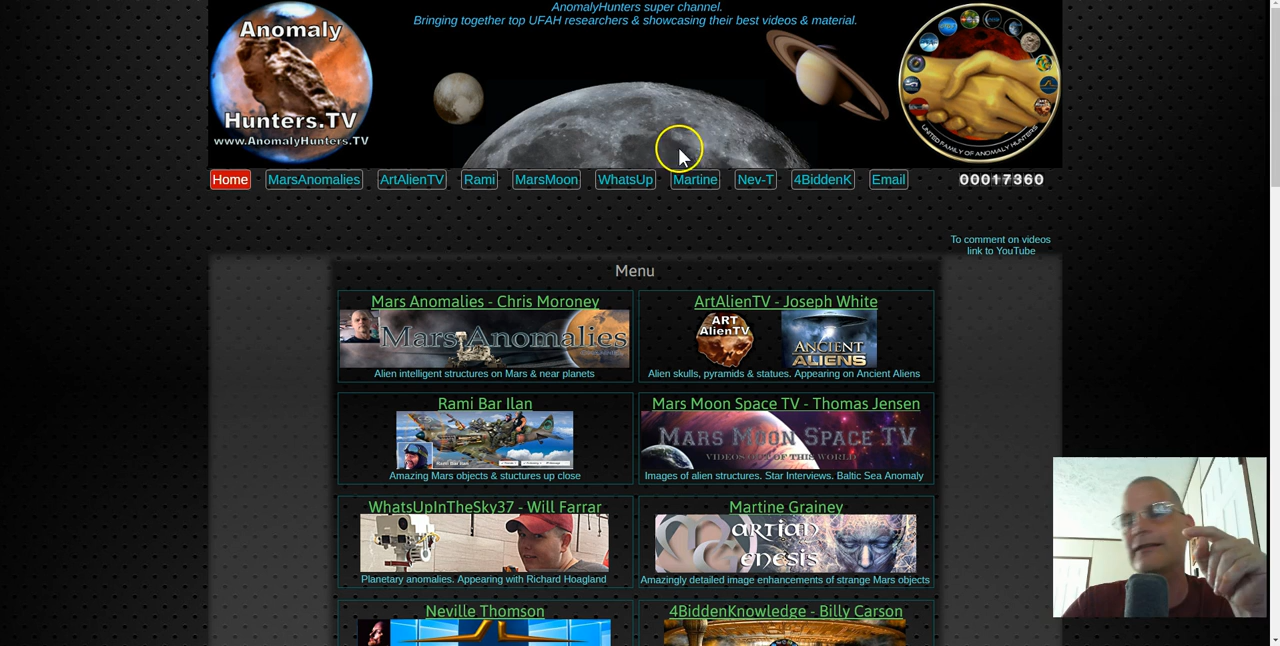 AnomalyHunters super channel.
Bringing together top UFAH researchers & showcasing their best videos & material.
Anomaly
Hunters.TV
www.AnomalyHunters.TV
UNITED FAMILY OF ANOMALY HUNTERS
Home MarsAnomalies ArtAlienTV Rami MarsMoon WhatsUp Martine Nev-T 4BiddenK Email 00017360
To comment on videos
link to YouTube
Menu
Mars Anomalies - Chris Moroney
Mars Anomalies
Alien intelligent structures on Mars & near planets
ArtAlienTV - Joseph White
ART
AlienTV
ANCIENT
ALIENS
Alien skulls, pyramids & statues. Appearing on Ancient Aliens
Rami Bar Ilan
Amazing Mars objects & stuctures up close
Mars Moon Space TV - Thomas Jensen
MARS MOON SPACE TV
VIDEOS OUT OF THIS WORLD
Images of alien structures. Star Interviews. Baltic Sea Anomaly
WhatsUpInTheSky37 - Will Farrar
Planetary anomalies. Appearing with Richard Hoagland
Martine Grainey
ARTIAN
ENESIS
Amazingly detailed image enhancements of strange Mars objects
Neville Thomson
4BiddenKnowledge - Billy Carson